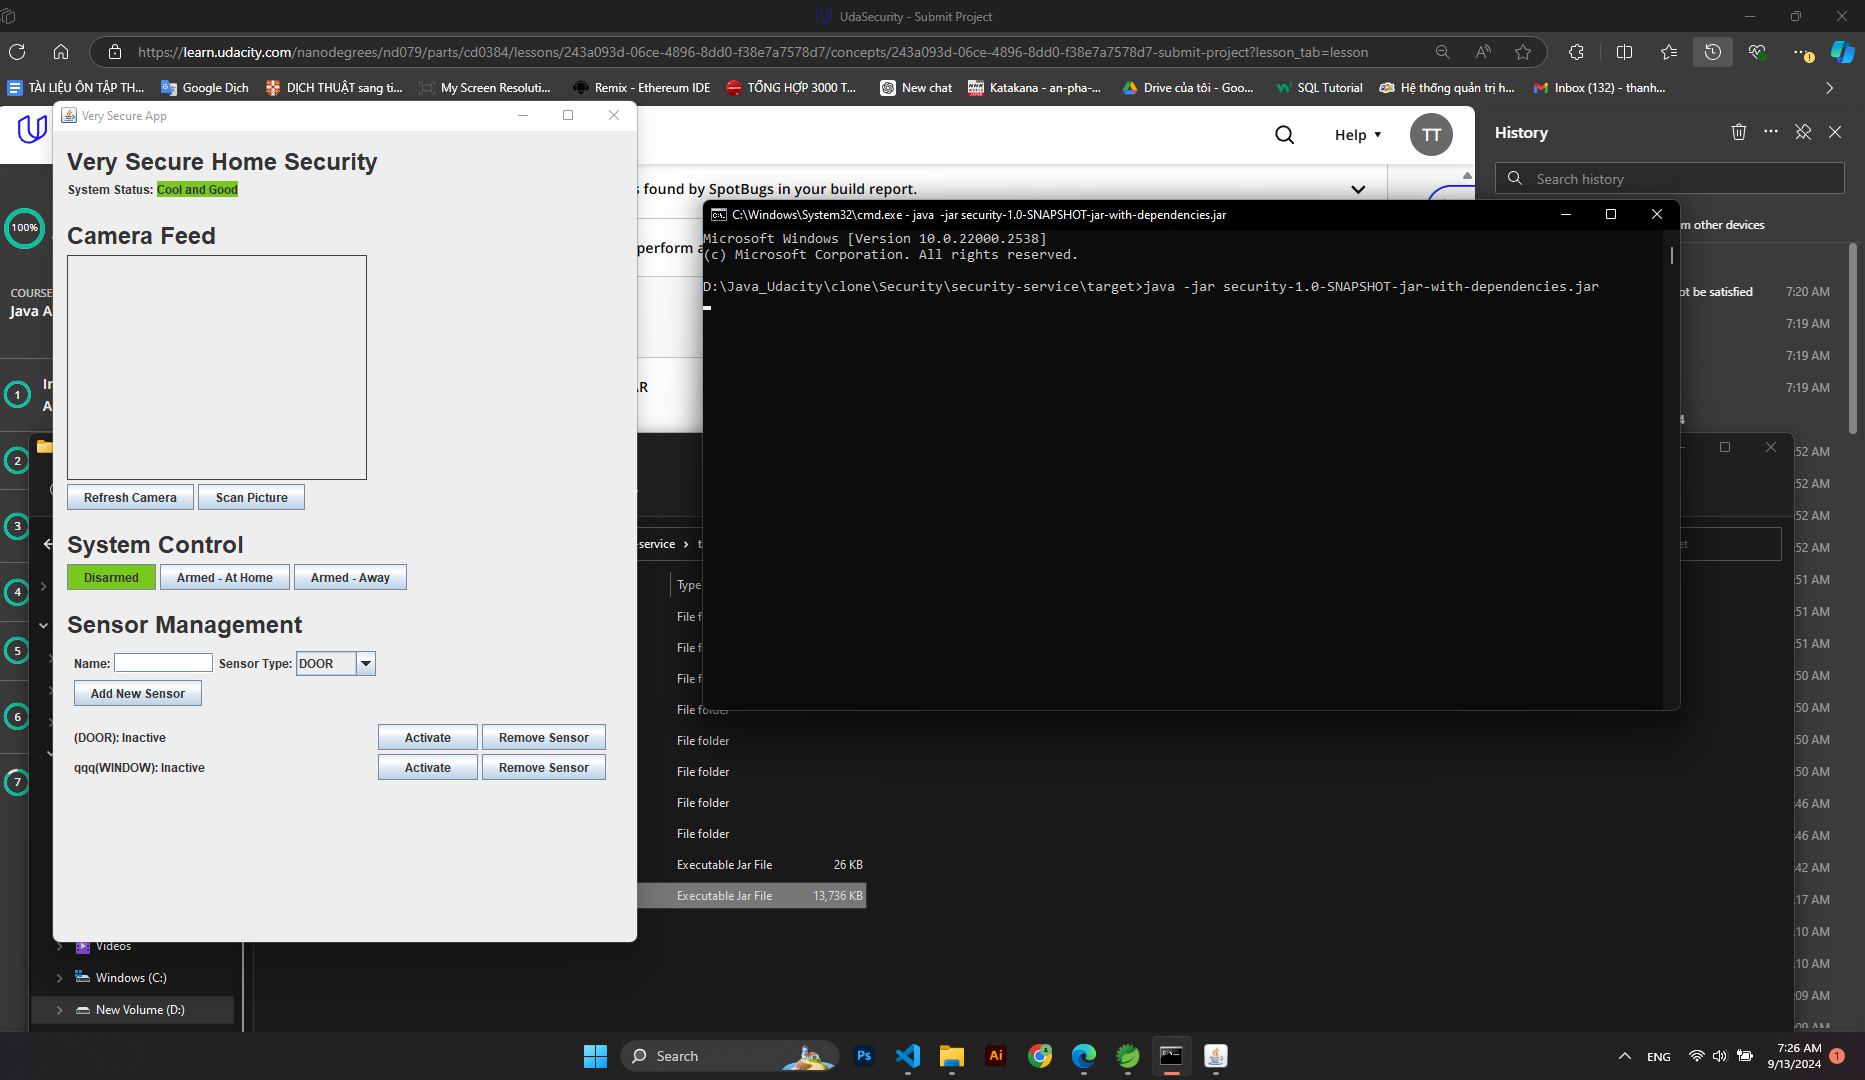 UdaSecurity - Submit Project
https://learn.udacity.com/nanodegrees/nd079/parts/cd0384/lessons/243a093d-06ce-4896-8dd0-f38e7a7578d7/concepts/243a093d-06ce-4896-8dd0-f38e7a7578d7-submit-project?lesson_tab=lesson
TÀI LIỆU ÔN TẬP TH...
Google Dịch
DỊCH THUẬT sang ti...
My Screen Resoluti...
Remix - Ethereum IDE
TỔNG HỢP 3000 T...
New chat
Katakana - an-pha-...
Drive của tôi - Goo...
SQL Tutorial
Hệ thống quản trị h...
Inbox (132) - thanh...
Very Secure App
Very Secure Home Security
System Status: Cool and Good
Camera Feed
Refresh Camera
Scan Picture
System Control
Disarmed
Armed - At Home
Armed - Away
Sensor Management
Name:
Sensor Type: DOOR
Add New Sensor
(DOOR): Inactive
Activate
Remove Sensor
qqq(WINDOW): Inactive
Activate
Remove Sensor
100%
COURSE
Java A
1
2
3
4
5
6
7
Help
TT
found by SpotBugs in your build report.
perform a
C:\Windows\System32\cmd.exe - java -jar security-1.0-SNAPSHOT-jar-with-dependencies.jar
Microsoft Windows [Version 10.0.22000.2538]
(c) Microsoft Corporation. All rights reserved.
D:\Java_Udacity\clone\Security\security-service\target>java -jar security-1.0-SNAPSHOT-jar-with-dependencies.jar
History
Search history
m other devices
ot be satisfied
7:20 AM
7:19 AM
7:19 AM
7:19 AM
:52 AM
:52 AM
:52 AM
:52 AM
:51 AM
:51 AM
:51 AM
:50 AM
:50 AM
:50 AM
:50 AM
:46 AM
:46 AM
:42 AM
:17 AM
:10 AM
:10 AM
:09 AM
-service
Type
File f
File f
File f
File folder
File folder
File folder
File folder
File folder
Executable Jar File
26 KB
Executable Jar File
13,736 KB
Videos
Windows (C:)
New Volume (D:)
Search
Ps
Ai
ENG
7:26 AM
9/13/2024
1